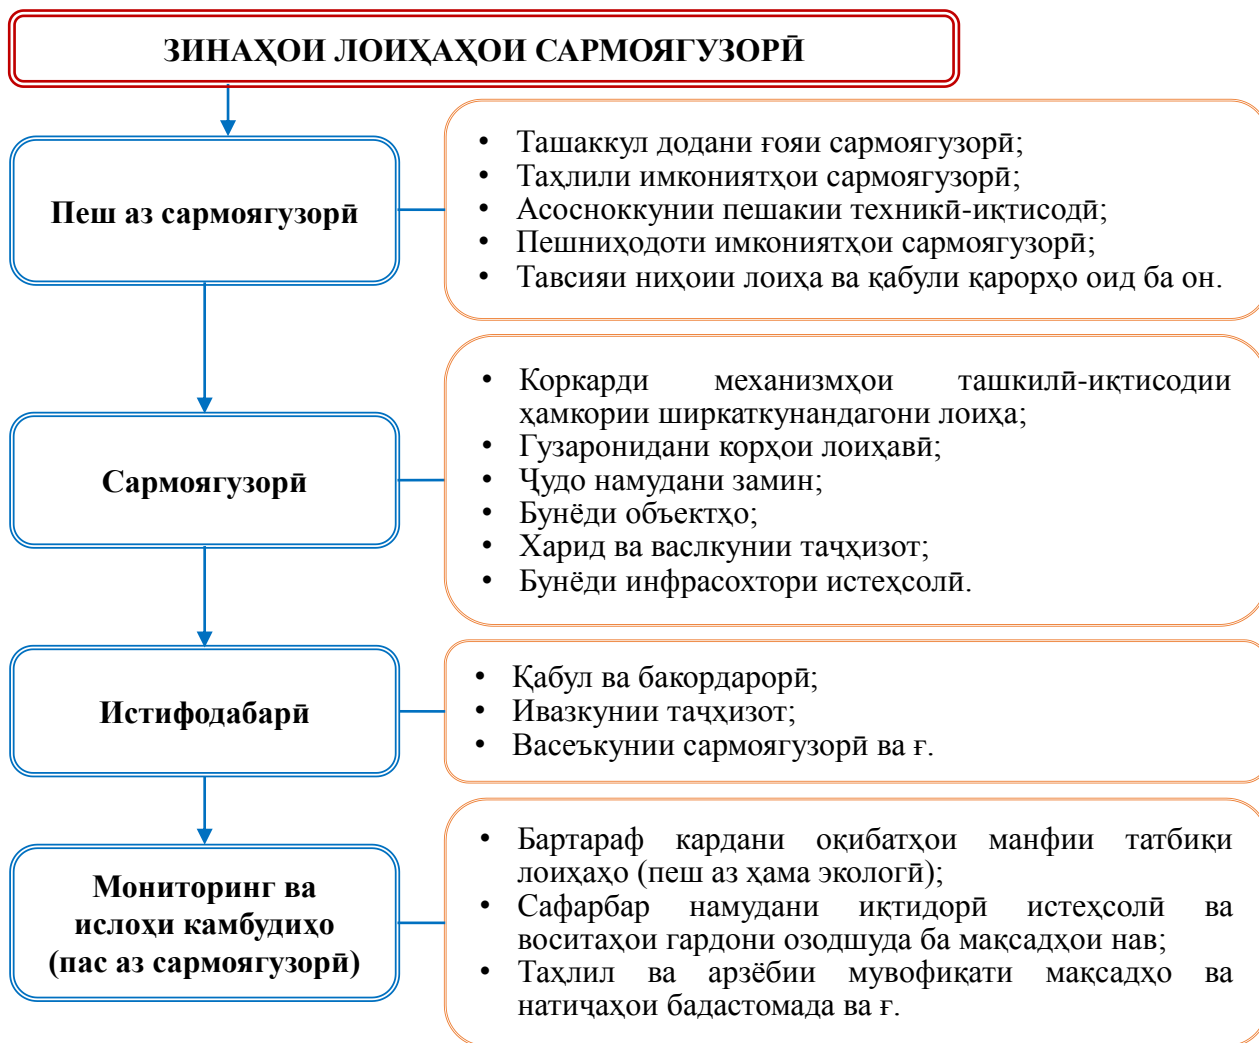 ЗИНАҲОИ ЛОИҲАҲОИ САРМОЯГУЗОРӢ
Пеш аз сармоягузорӣ
• Ташаккул додани ғояи сармоягузорӣ;
• Таҳлили имкониятҳои сармоягузорӣ;
• Асосноккунии пешакии техникӣ-иқтисодӣ;
• Пешниҳодоти имкониятҳои сармоягузорӣ;
• Тавсияи ниҳоии лоиҳа ва қабули қарорҳо оид ба он.
Сармоягузорӣ
• Коркарди механизмҳои ташкилӣ-иқтисодии
ҳамкории ширкаткунандагони лоиҳа;
• Гузаронидани корҳои лоиҳавӣ;
• Ҷудо намудани замин;
• Бунёди объектҳо;
• Харид ва васлкунии таҷҳизот;
• Бунёди инфрасохтори истеҳсолӣ.
Истифодабарӣ
• Қабул ва бакордарорӣ;
• Ивазкунии таҷҳизот;
• Васеъкунии сармоягузорӣ ва ғ.
Мониторинг ва
ислоҳи камбудиҳо
(пас аз сармоягузорӣ)
• Бартараф кардани оқибатҳои манфии татбиқи
лоиҳаҳо (пеш аз ҳама экологӣ);
• Сафарбар намудани иқтидорӣ истеҳсолӣ ва
воситаҳои гардони озодшуда ба мақсадҳои нав;
• Таҳлил ва арзёбии мувофиқати мақсадҳо ва
натиҷаҳои бадастомада ва ғ.